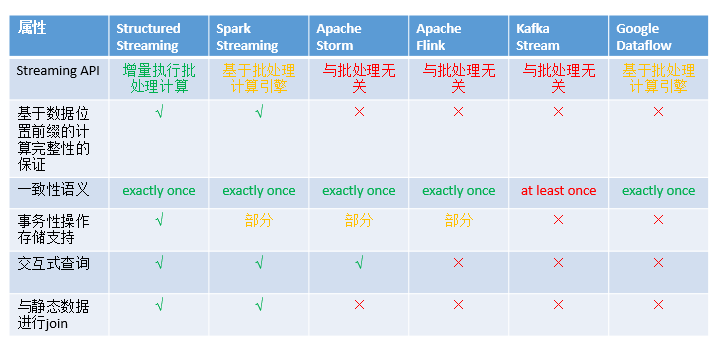 属性 Structured Streaming Spark Streaming Apache Storm Apache Flink Kafka Stream Google Dataflow
Streaming API 增量执行批处理计算 基于批处理计算引擎 与批处理无关 与批处理无关 与批处理无关 基于批处理计算引擎
基于数据位置前缀的计算完整性的保证 √ √ × × × ×
一致性语义 exactly once exactly once exactly once exactly once at least once exactly once
事务性操作存储支持 √ 部分 部分 部分 × ×
交互式查询 √ √ √ × × ×
与静态数据进行join √ √ × × × ×